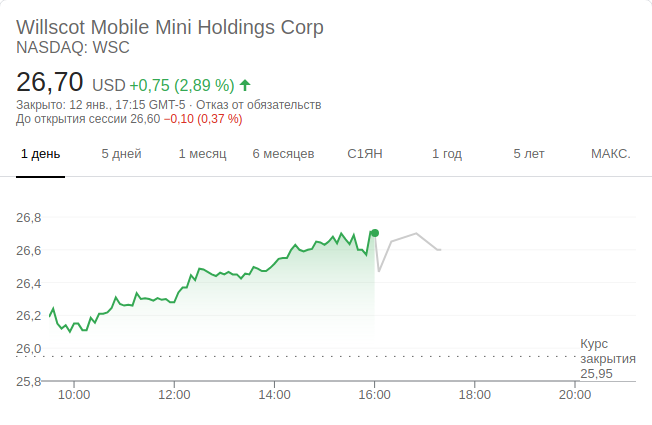 Willscot Mobile Mini Holdings Corp
NASDAQ: WSC
26,70 USD +0,75 (2,89 %)
Закрыто: 12 янв., 17:15 GMT-5 · Отказ от обязательств
До открытия сессии 26,60 −0,10 (0,37 %)
1 день 5 дней 1 месяц 6 месяцев С1ЯН 1 год 5 лет МАКС.
26,8
26,6
26,4
26,2
26,0
25,8
Курс
закрытия
25,95
10:00 12:00 14:00 16:00 18:00 20:00